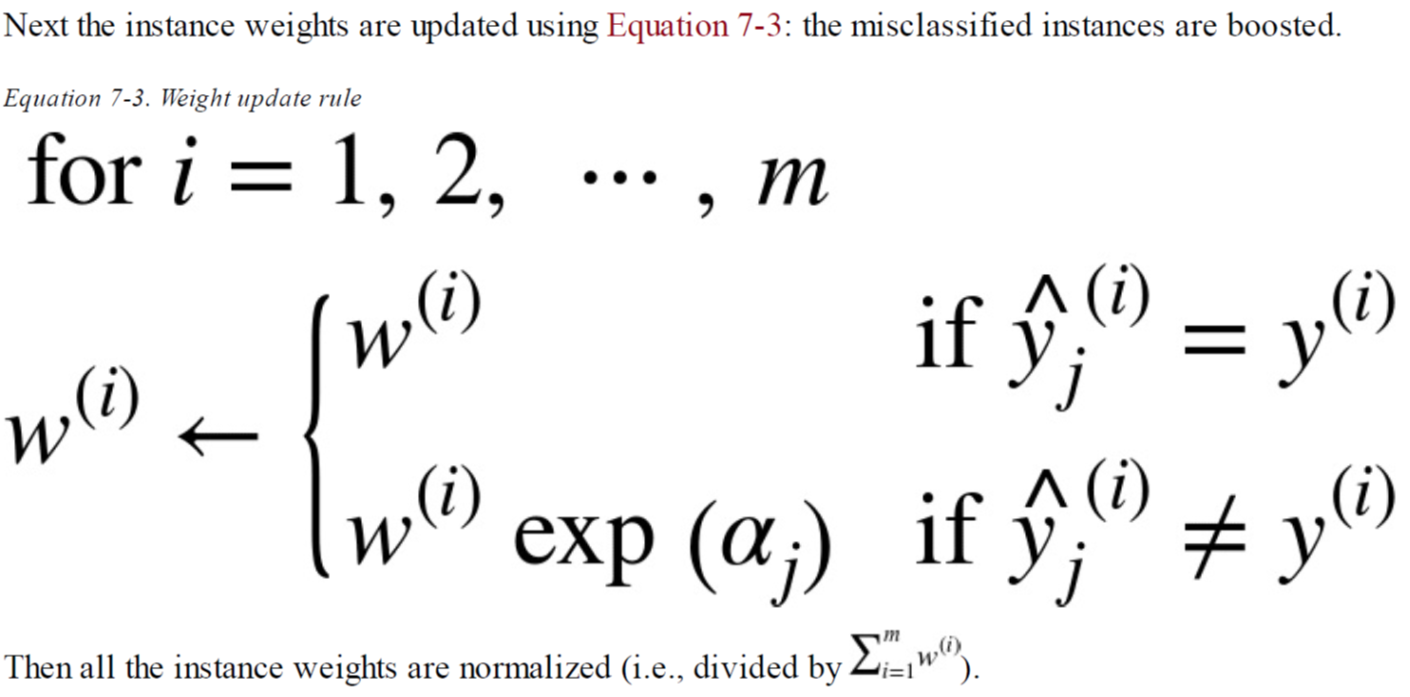 Next the instance weights are updated using Equation 7-3: the misclassified instances are boosted.
Equation 7-3. Weight update rule
for i = 1, 2, ⋯ , m
w^(i) ← { w^(i) if ŷ_j^(i) = y^(i)
w^(i) exp (α_j) if ŷ_j^(i) ≠ y^(i)
Then all the instance weights are normalized (i.e., divided by ∑_{i=1}^m w^(i)).